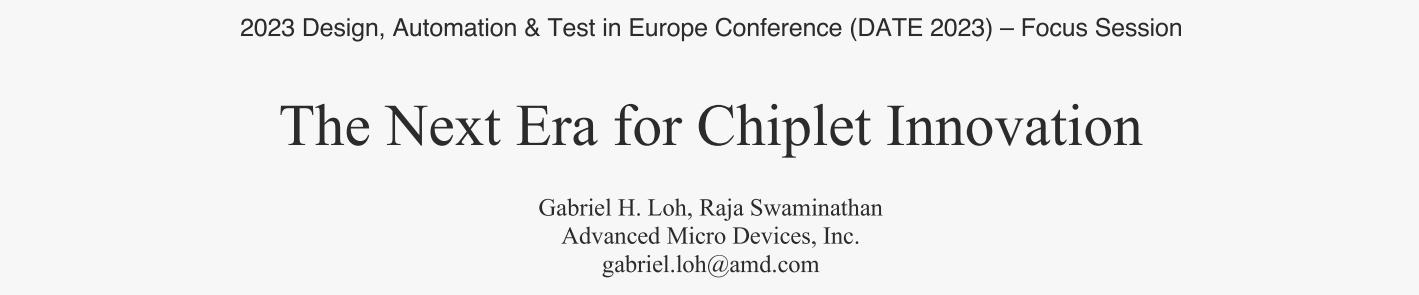 2023 Design, Automation & Test in Europe Conference (DATE 2023) – Focus Session
The Next Era for Chiplet Innovation
Gabriel H. Loh, Raja Swaminathan
Advanced Micro Devices, Inc.
gabriel.loh@amd.com